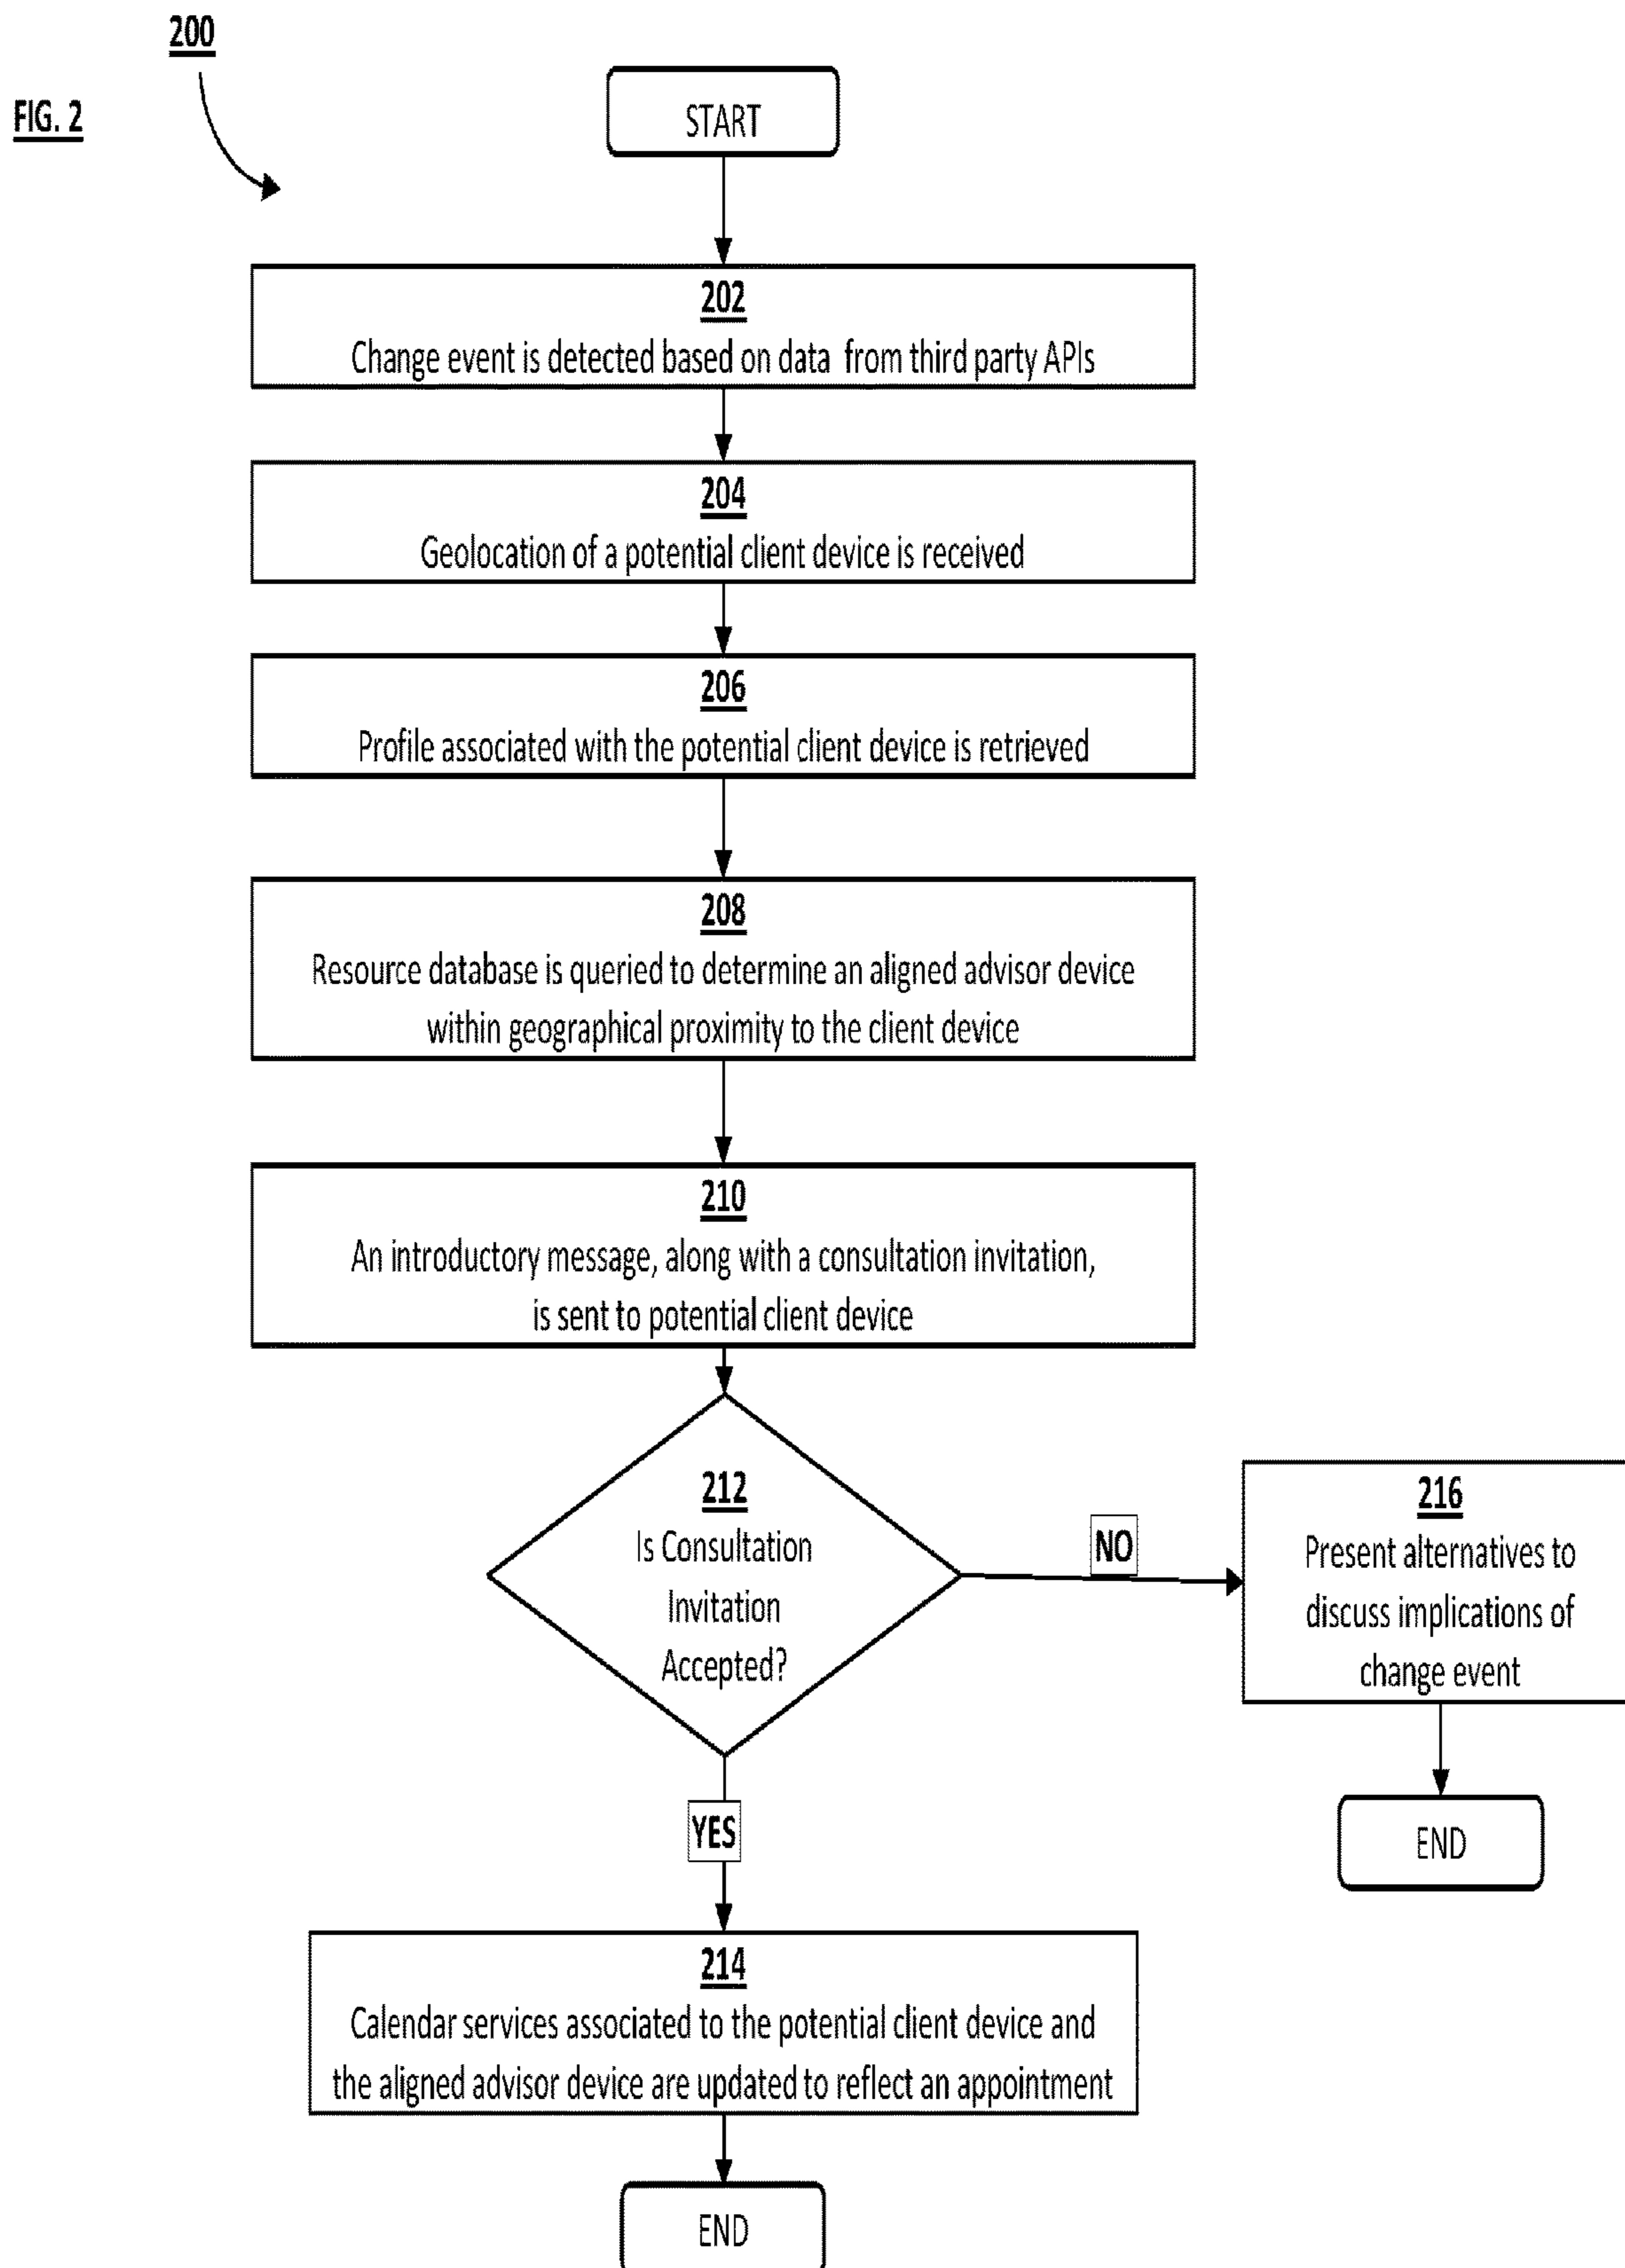 200
FIG. 2
START
202
Change event is detected based on data from third party APIs
204
Geolocation of a potential client device is received
206
Profile associated with the potential client device is retrieved
208
Resource database is queried to determine an aligned advisor device
within geographical proximity to the client device
210
An introductory message, along with a consultation invitation,
is sent to potential client device
212
Is Consultation
Invitation
Accepted?
NO
216
Present alternatives to
discuss implications of
change event
END
YES
214
Calendar services associated to the potential client device and
the aligned advisor device are updated to reflect an appointment
END